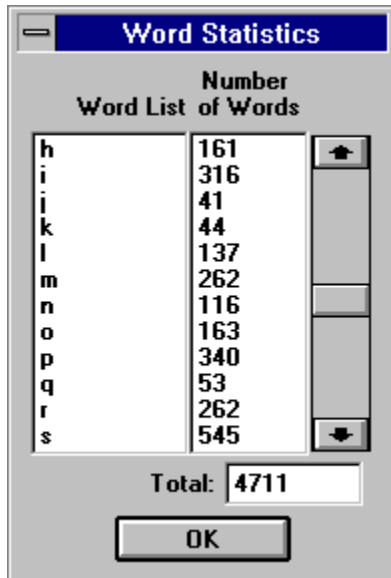 Word Statistics
Number
Word List of Words
h 161
i 316
j 41
k 44
l 137
m 262
n 116
o 163
p 340
q 53
r 262
s 545
Total: 4711
OK